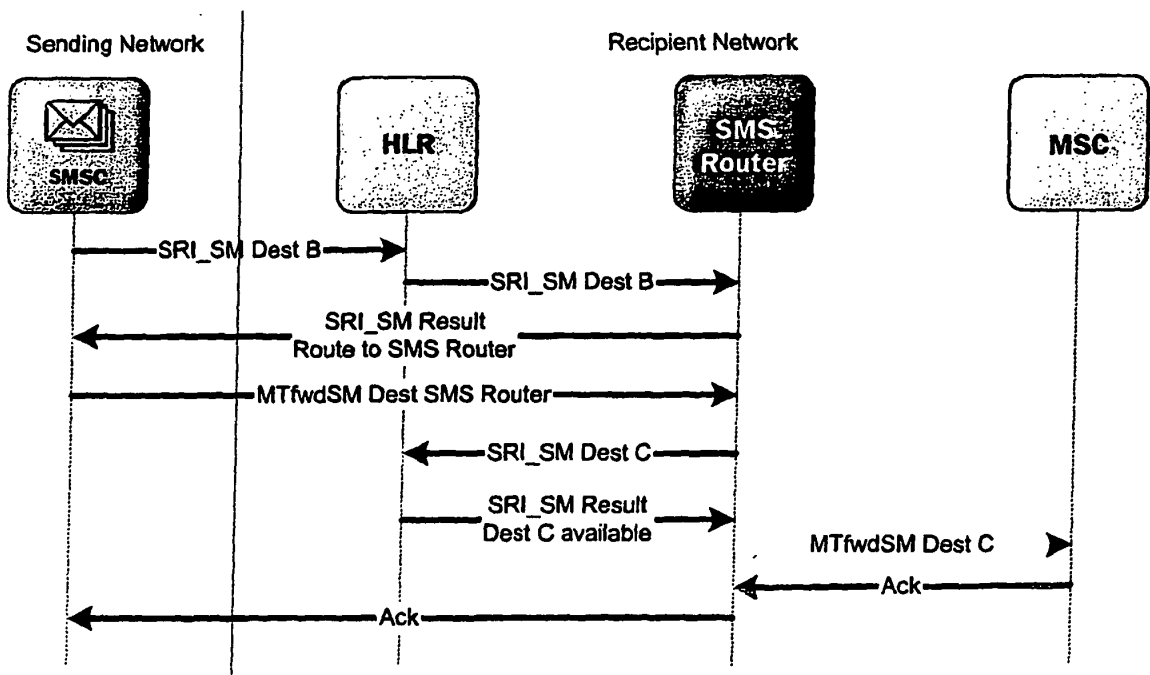 Sending Network
Recipient Network
SMSC
HLR
SMS
Router
MSC
SRI_SM Dest B
SRI_SM Dest B
SRI_SM Result
Route to SMS Router
MTfwdSM Dest SMS Router
SRI_SM Dest C
SRI_SM Result
Dest C available
MTfwdSM Dest C
Ack
Ack